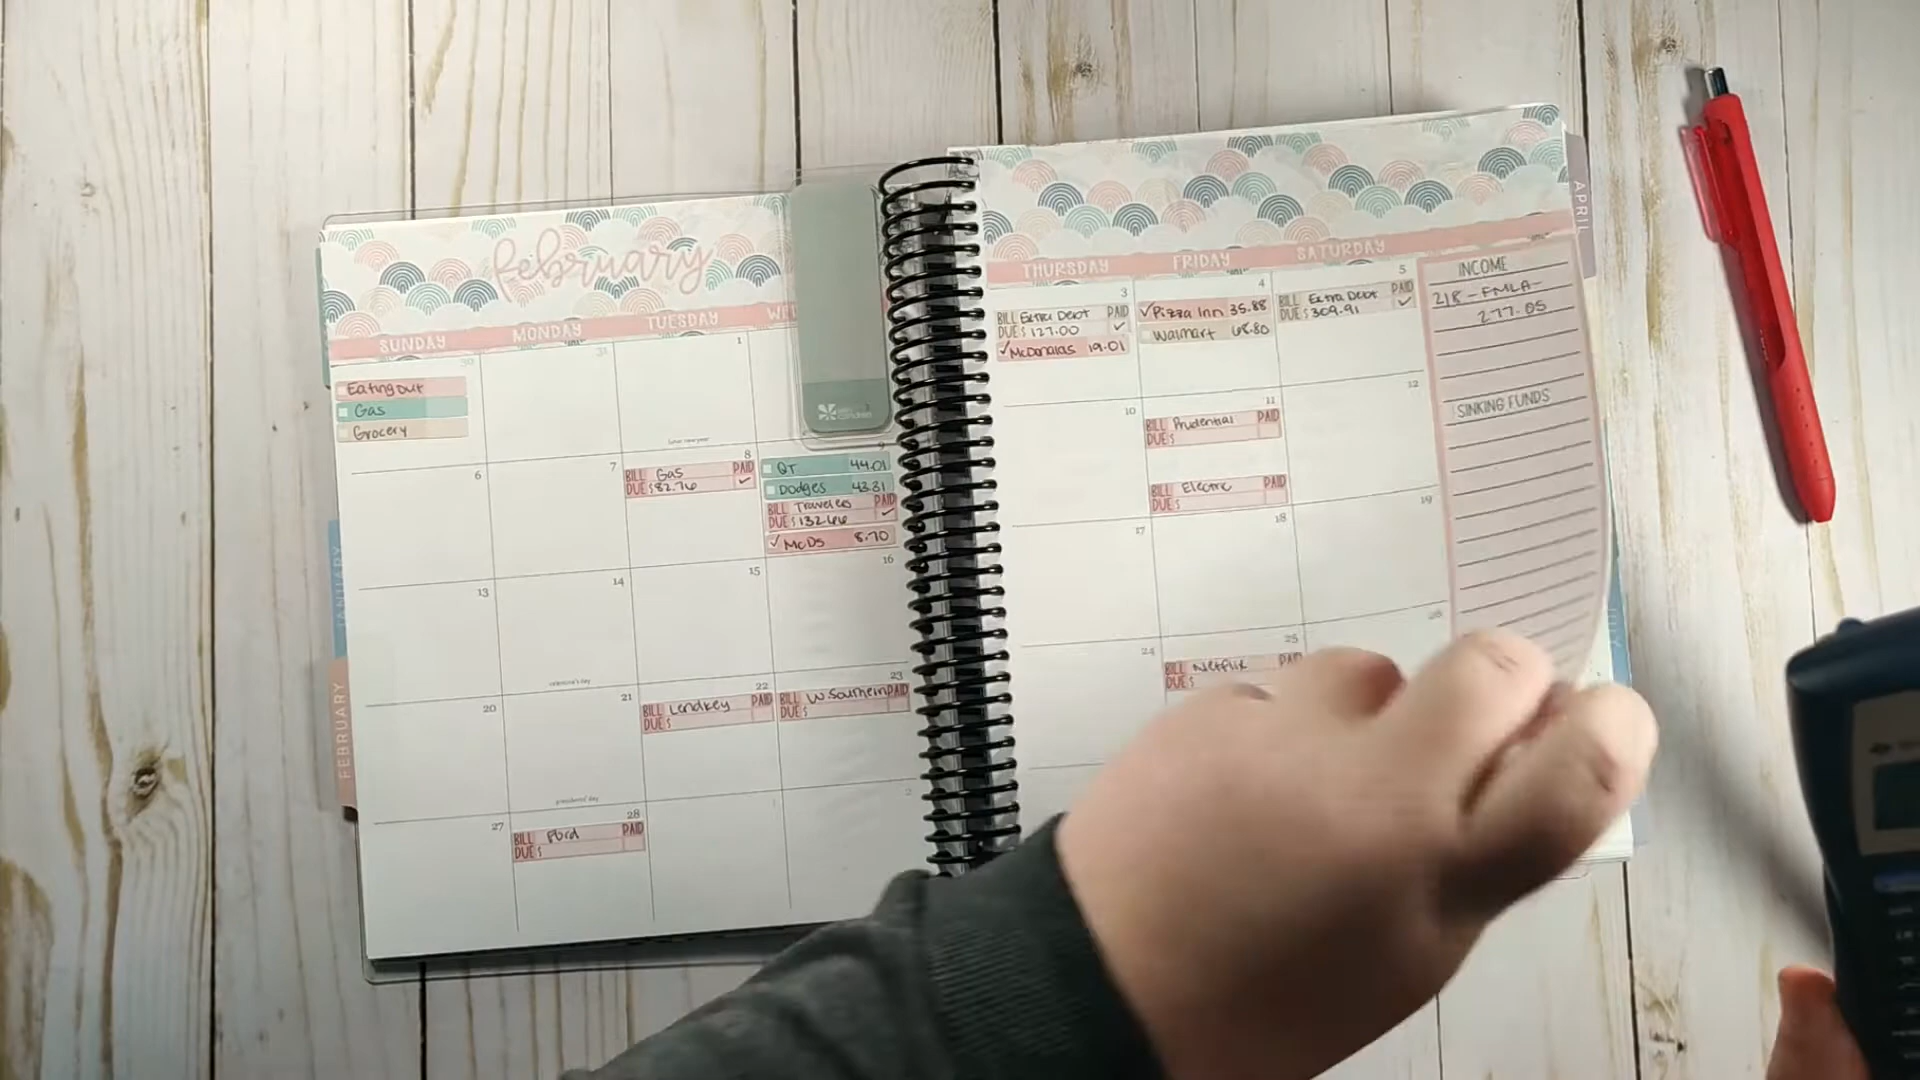 february
SUNDAY MONDAY TUESDAY
30 31 1
Eating out
Gas
Grocery
lunar new year
6 7 8 9
BILL Gas PAID
DUE $ 82.76 ✓
QT 44.01
Dodges 43.31
BILL Travelers PAID
DUE $ 132.66 ✓
✓ McDs 8.70
13 14 15 16
valentine's day
20 21 22 23
BILL Lendkey PAID
DUE $
BILL W. Southern PAID
DUE $
presidents' day
27 28 1 2
BILL Ford PAID
DUE $
JANUARY
FEBRUARY
THURSDAY FRIDAY SATURDAY
3 4 5
BILL Extra Debt PAID
DUE $ 127.00 ✓
✓ McDonalds 19.01
✓ Pizza Inn 35.88
Walmart 68.80
BILL Extra Debt PAID
DUE $ 309.91 ✓
10 11 12
BILL Prudential PAID
DUE $
BILL Electric PAID
DUE $
17 18 19
24 25 26
BILL Netflix PAID
DUE $
INCOME
2/8 - FMLA -
277.05
SINKING FUNDS
APRIL